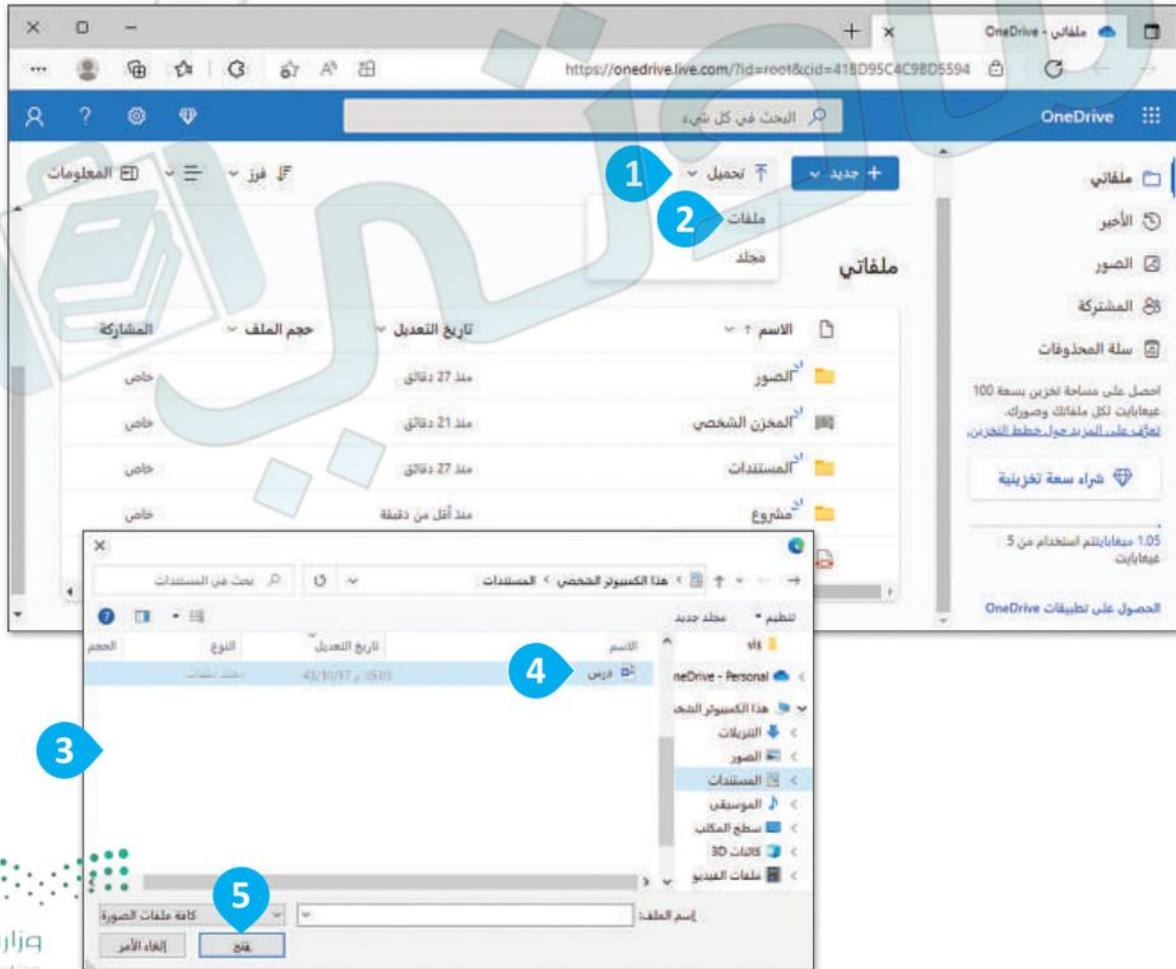 ملفاتي - OneDrive
https://onedrive.live.com/?id=root&cid=418D95C4C98D5594
OneDrive
البحث في كل شيء
ملفاتي
الأخير
الصور
المشتركة
سلة المحذوفات
احصل على مساحة تخزين بسعة 100
غيغابايت لكل ملفاتك وصورك.
تعرّف على المزيد حول خطط التخزين.
شراء سعة تخزينية
1.05 ميغابايتتم استخدام من 5
غيغابايت
الحصول على تطبيقات OneDrive
+ جديد
تحميل
1
فرز
المعلومات
ملفات
2
مجلد
ملفاتي
الاسم ↑
تاريخ التعديل
حجم الملف
المشاركة
الصور
منذ 27 دقائق
خاص
المخزن الشخصي
منذ 21 دقائق
خاص
المستندات
منذ 27 دقائق
خاص
مشروع
منذ أقل من دقيقة
خاص
هذا الكمبيوتر الشخصي > المستندات
بحث في المستندات
تنظيم
مجلد جديد
الاسم
تاريخ التعديل
النوع
الحجم
vis
neDrive - Personal
هذا الكمبيوتر الشخ
التنزيلات
الصور
المستندات
الموسيقى
سطح المكتب
كائنات 3D
ملفات الفيديو
درس
4
3
إسم الملف:
كافة ملفات الصورة
5
فتح
إلغاء الأمر